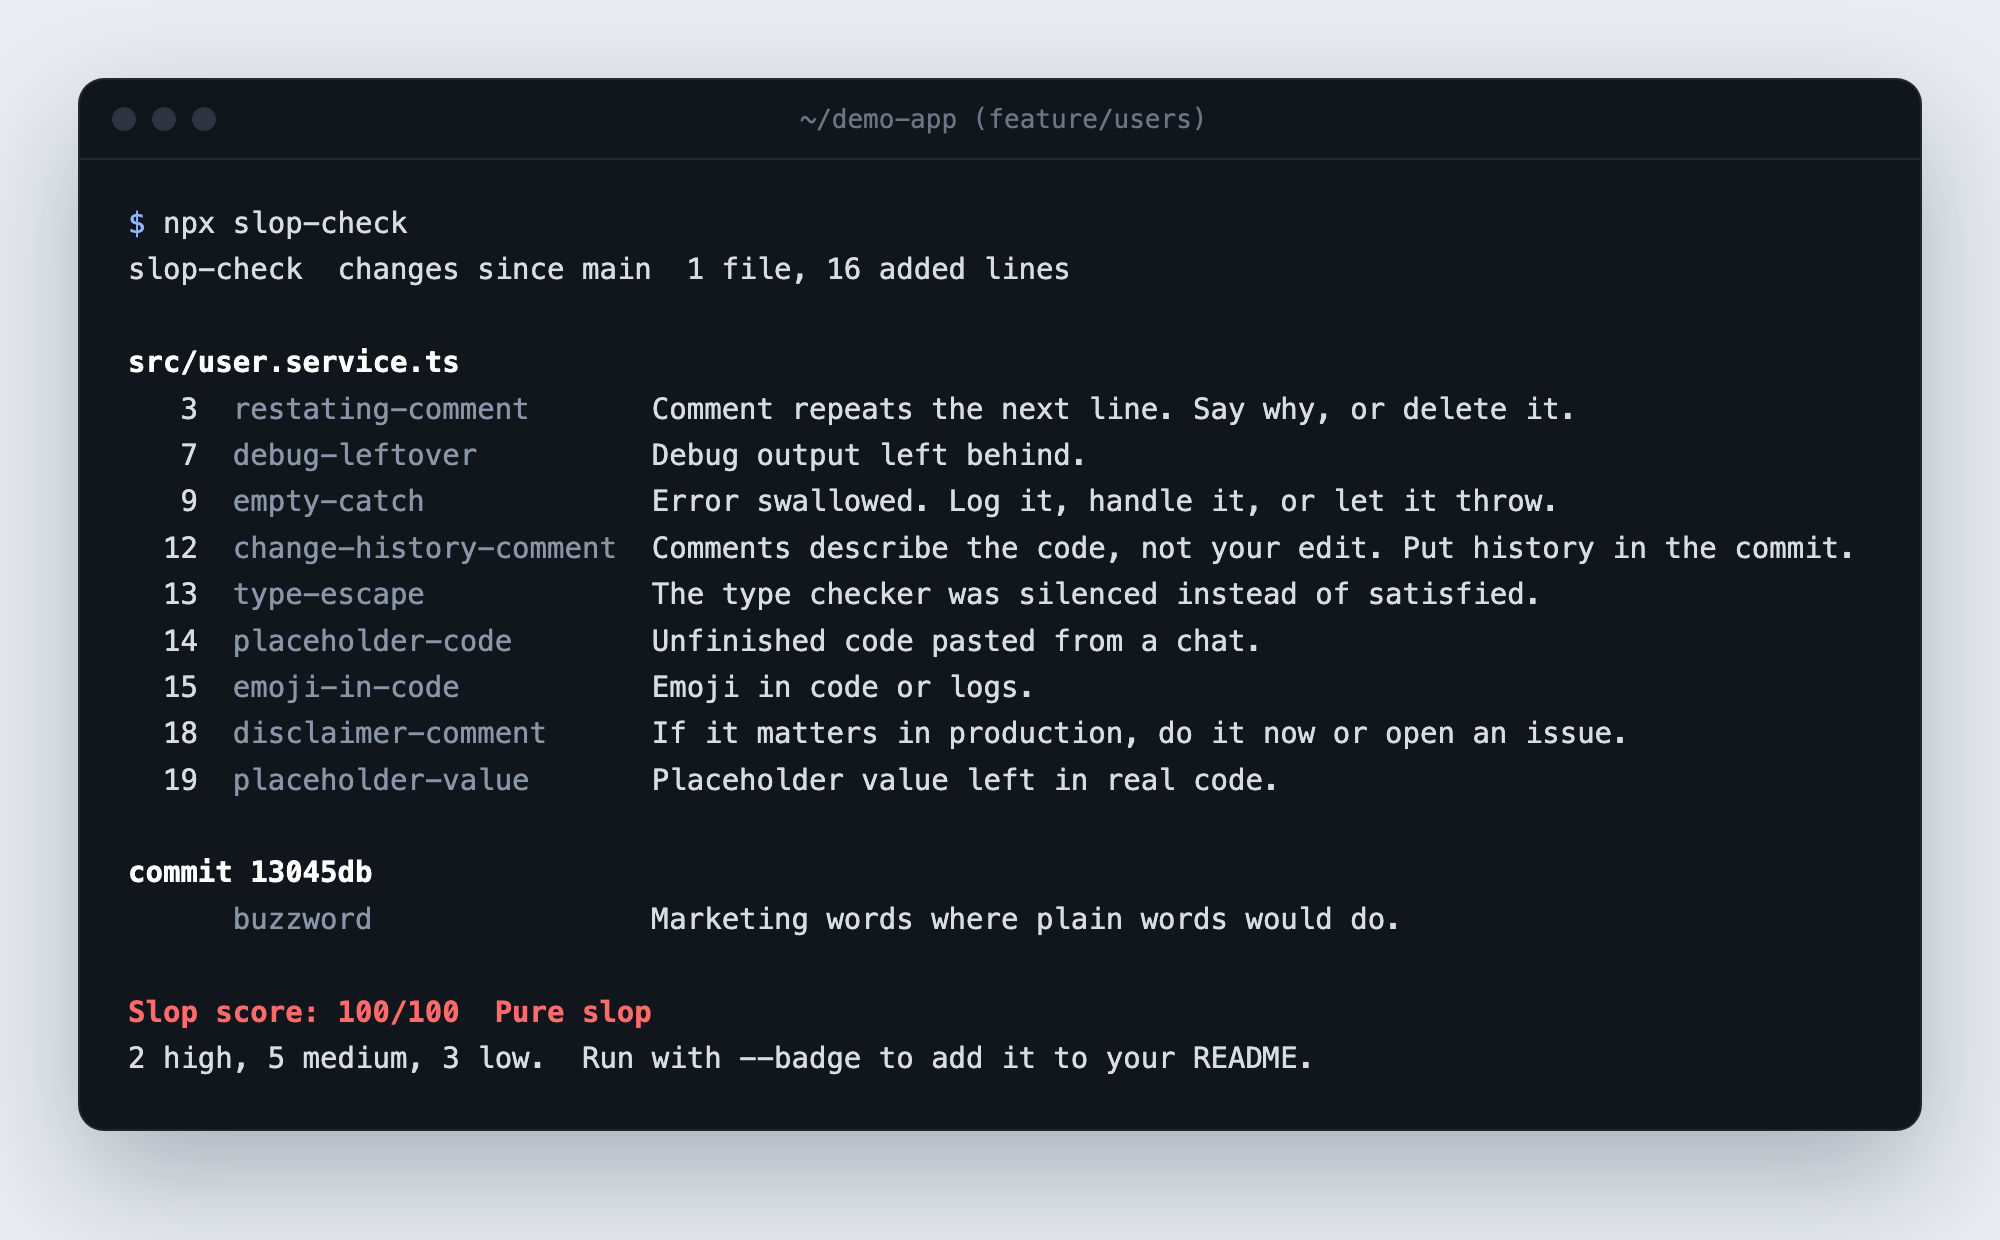 ~/demo-app (feature/users)
$ npx slop-check
slop-check  changes since main  1 file, 16 added lines
src/user.service.ts
3  restating-comment  Comment repeats the next line. Say why, or delete it.
7  debug-leftover  Debug output left behind.
9  empty-catch  Error swallowed. Log it, handle it, or let it throw.
12  change-history-comment  Comments describe the code, not your edit. Put history in the commit.
13  type-escape  The type checker was silenced instead of satisfied.
14  placeholder-code  Unfinished code pasted from a chat.
15  emoji-in-code  Emoji in code or logs.
18  disclaimer-comment  If it matters in production, do it now or open an issue.
19  placeholder-value  Placeholder value left in real code.
commit 13045db
buzzword  Marketing words where plain words would do.
Slop score: 100/100  Pure slop
2 high, 5 medium, 3 low.  Run with --badge to add it to your README.